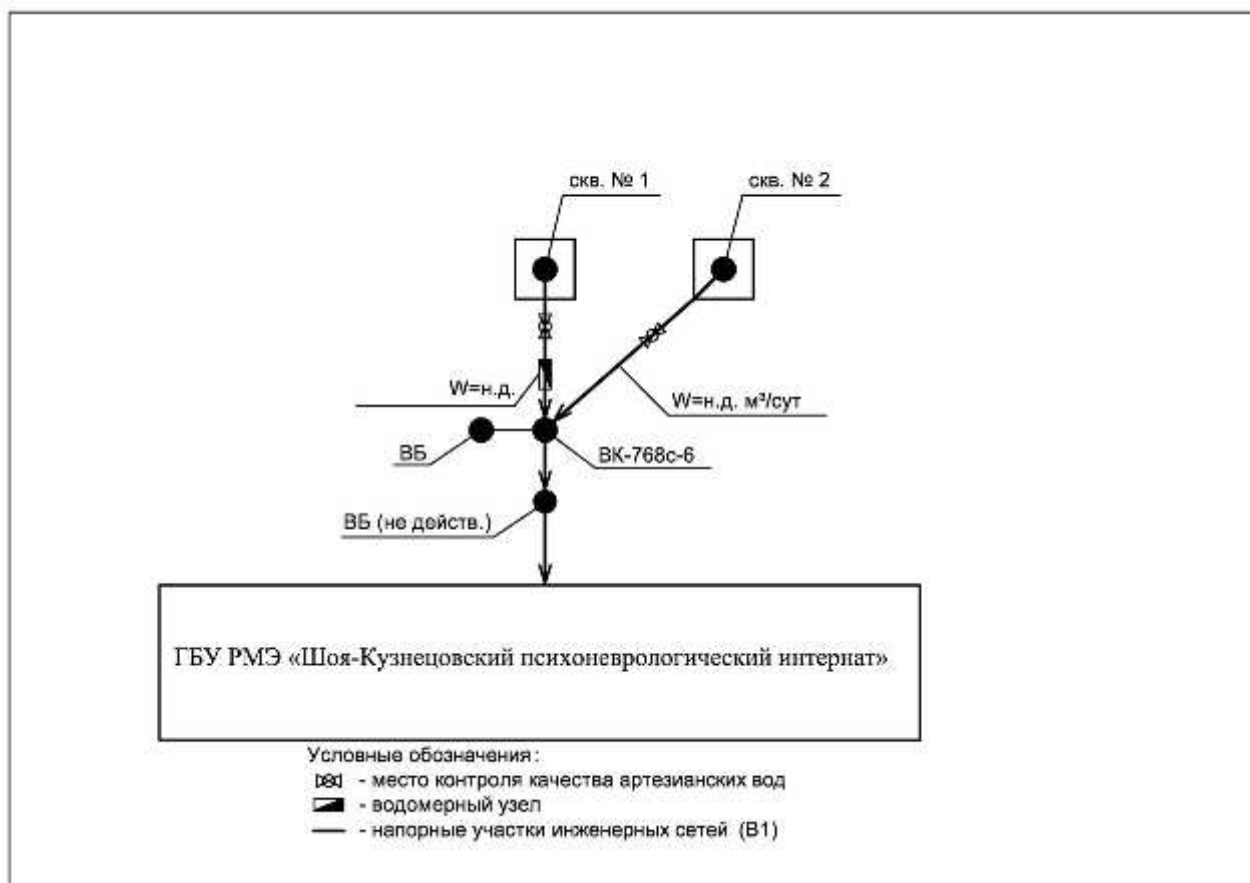 скв. № 1
скв. № 2
W=н.д.
W=н.д. м³/сут
ВБ
ВК-768с-6
ВБ (не действ.)
ГБУ РМЭ «Шоя-Кузнецовский психоневрологический интернат»
Условные обозначения:
- место контроля качества артезианских вод
- водомерный узел
- напорные участки инженерных сетей (В1)